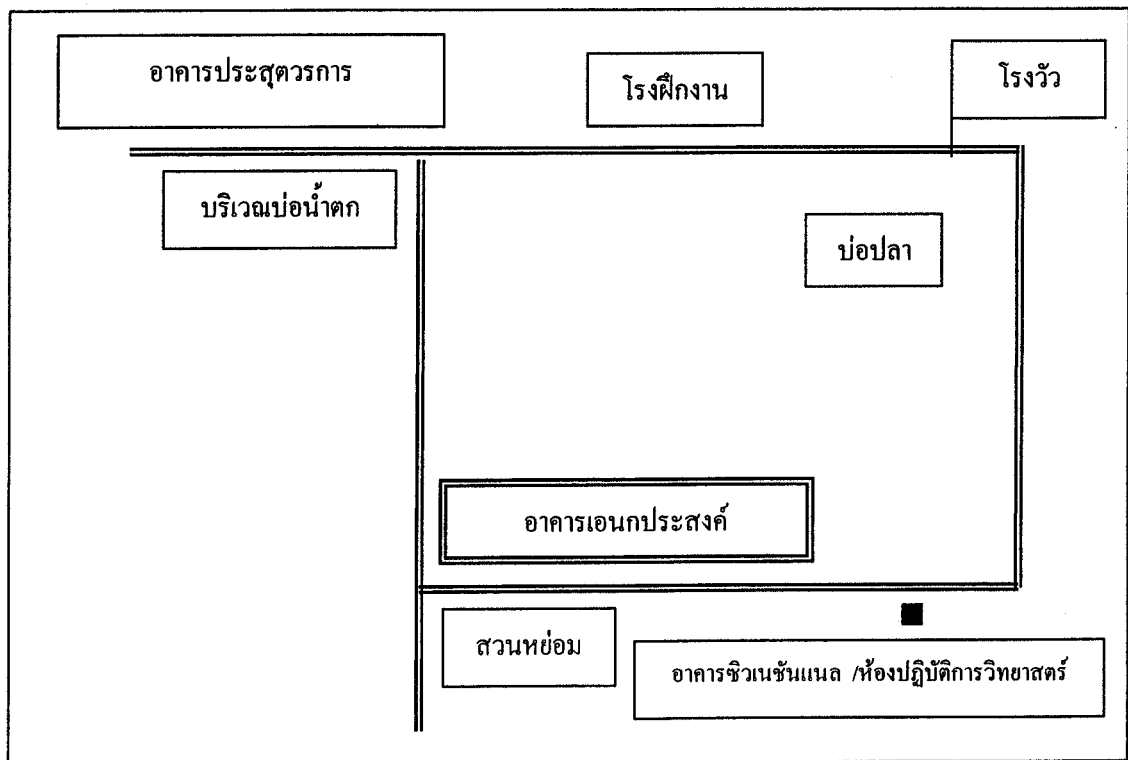 อาคารประสุตวรการ
โรงฝึกงาน
โรงวัว
บริเวณบ่อน้ำตก
บ่อปลา
อาคารเอนกประสงค์
สวนหย่อม
อาคารซิวเนชันแนล /ห้องปฏิบัติการวิทยาสตร์